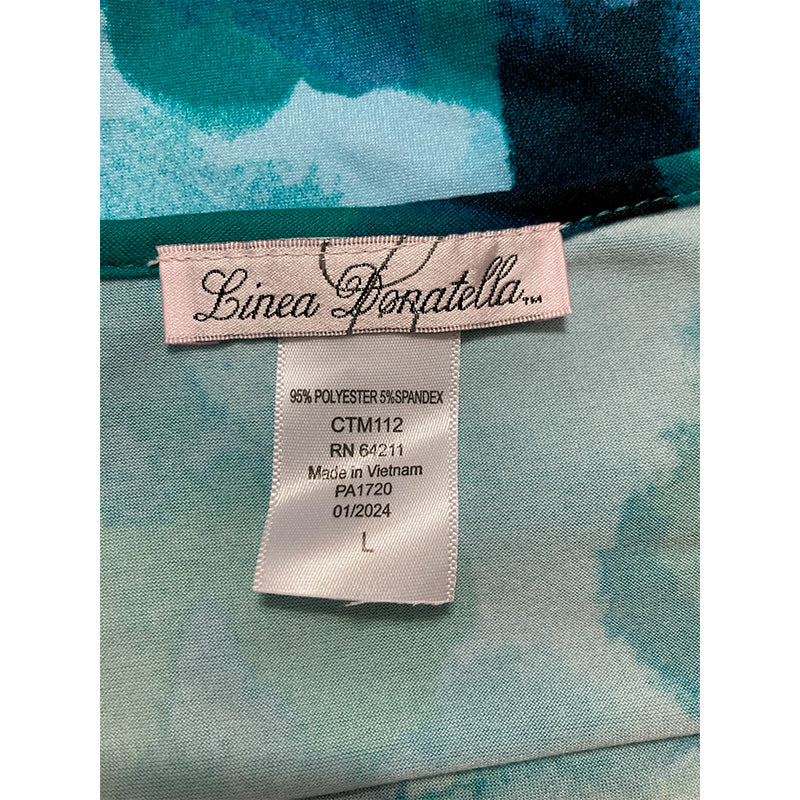 Linea Donatella™
95% POLYESTER 5%SPANDEX
CTM112
RN 64211
Made in Vietnam
PA1720
01/2024
L